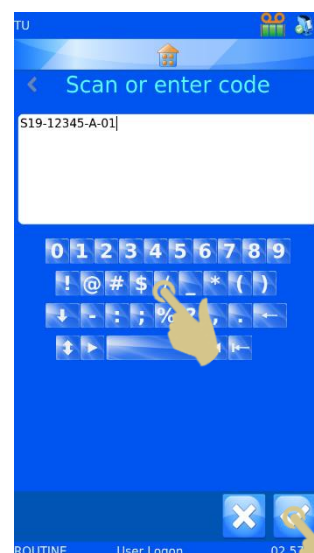 TU
Scan or enter code
S19-12345-A-01
0 1 2 3 4 5 6 7 8 9
! @ # $ _ * ( )
- : ; % , .
ROUTINE User Logon 02.57